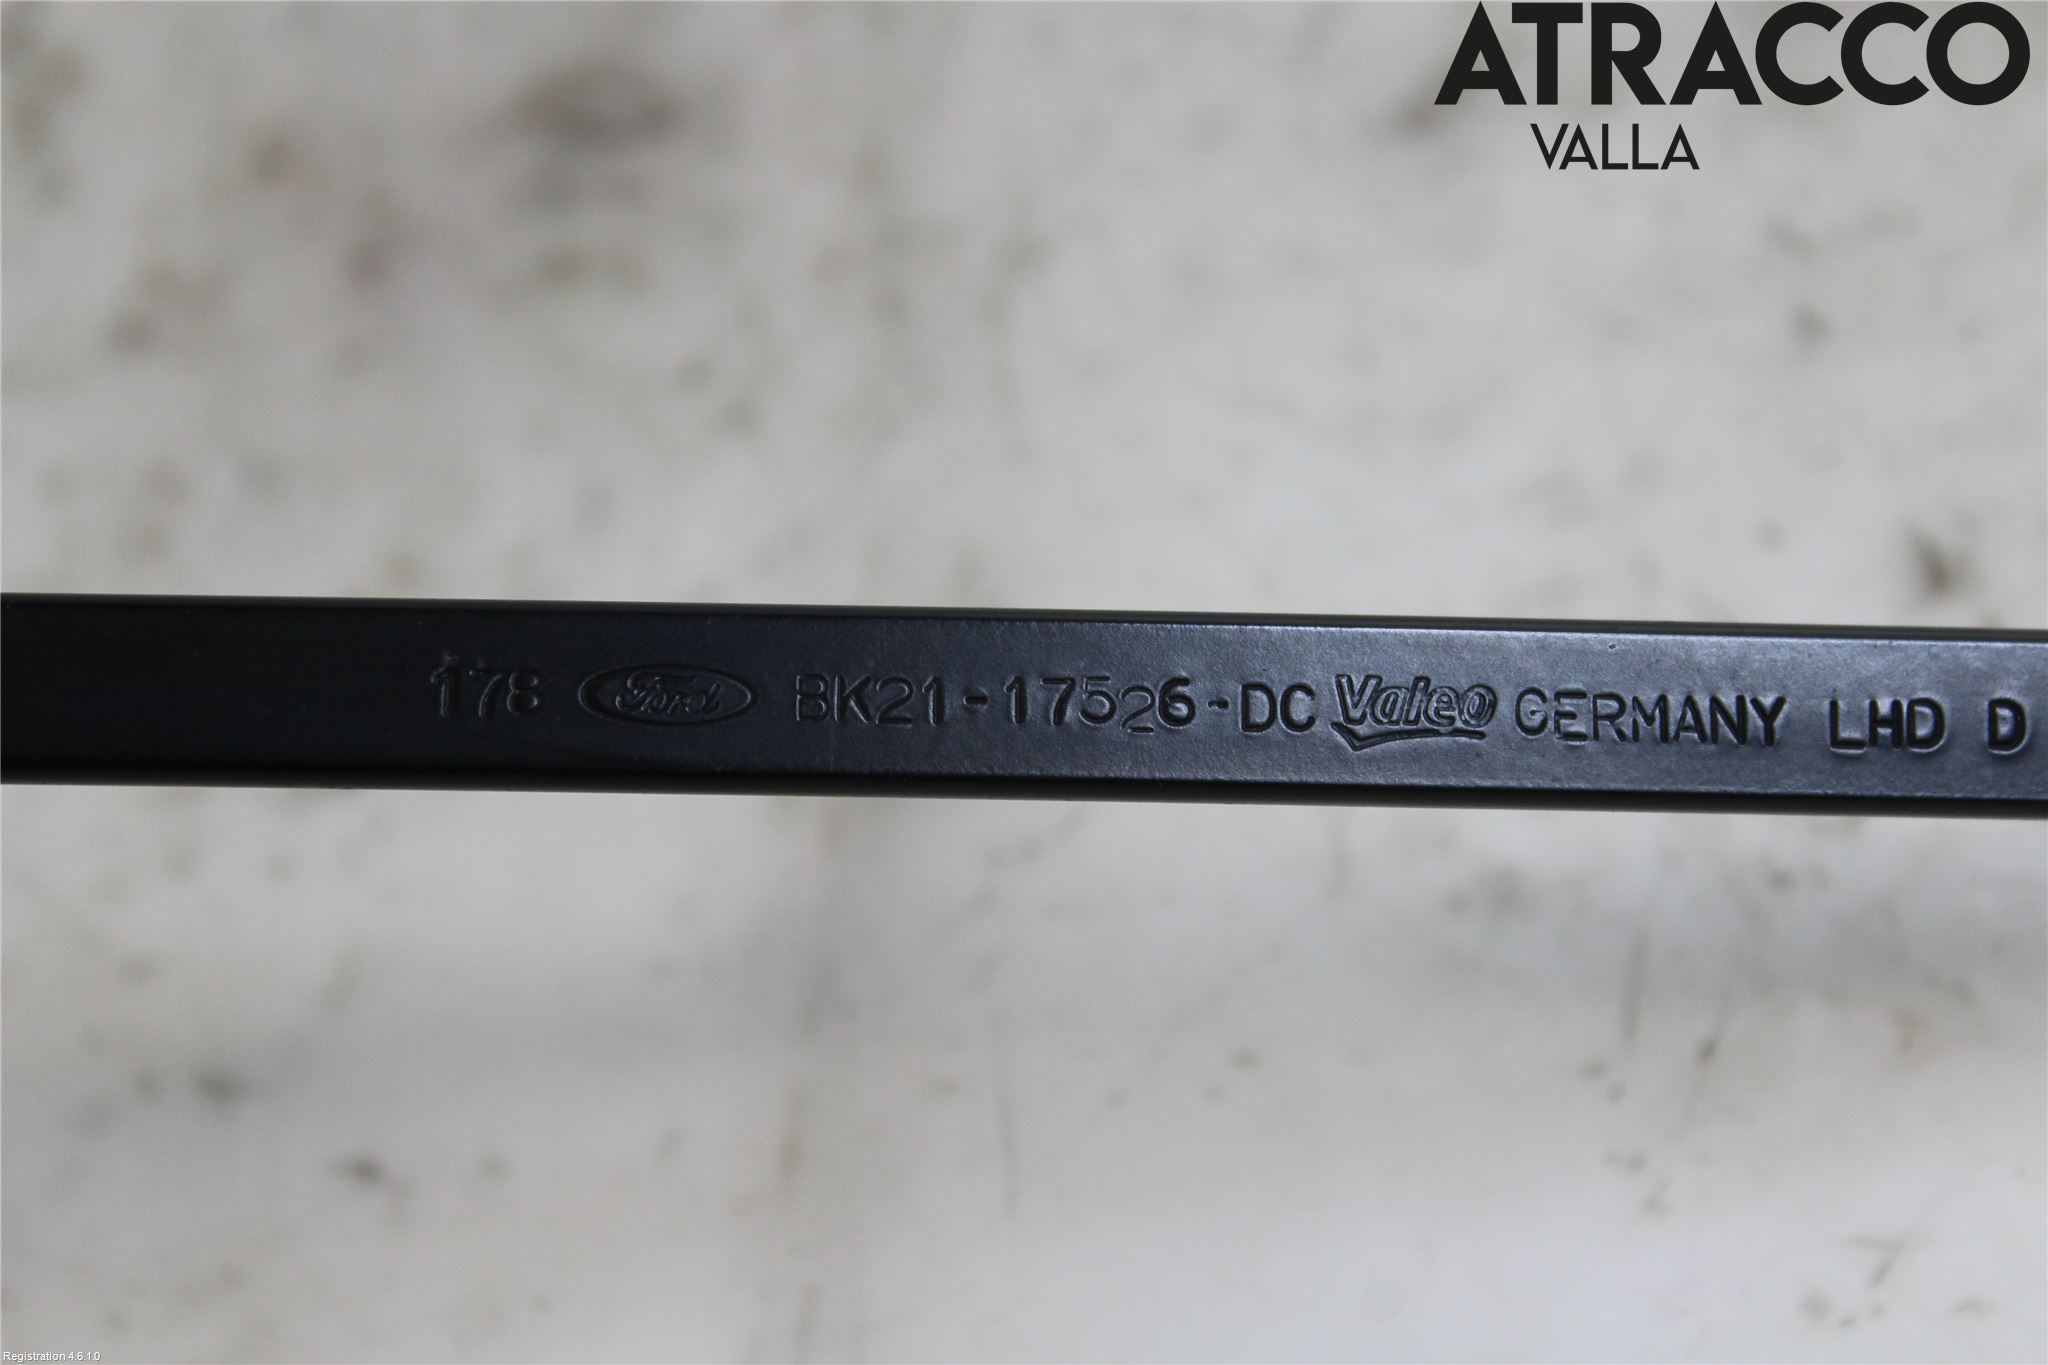 ATRACCO
VALLA
178 Ford BK21-17526-DC Valeo GERMANY LHD D
Registration 4.6.1.0